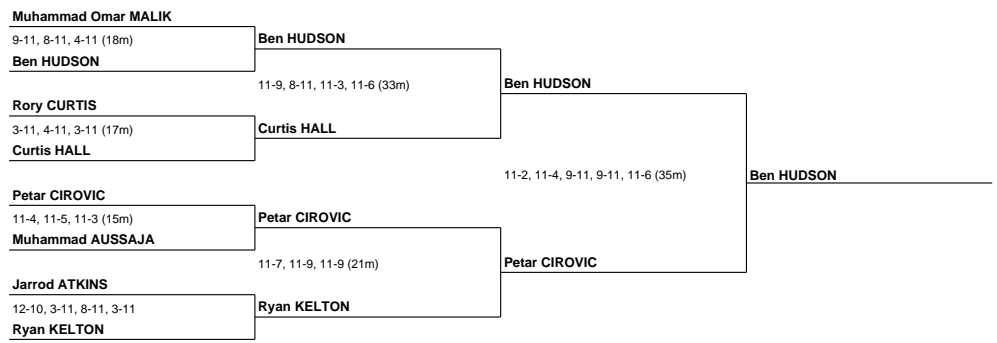 Muhammad Omar MALIK
9-11, 8-11, 4-11 (18m)
Ben HUDSON
Ben HUDSON
11-9, 8-11, 11-3, 11-6 (33m)
Ben HUDSON
Rory CURTIS
3-11, 4-11, 3-11 (17m)
Curtis HALL
Curtis HALL
11-2, 11-4, 9-11, 9-11, 11-6 (35m)
Ben HUDSON
Petar CIROVIC
11-4, 11-5, 11-3 (15m)
Petar CIROVIC
Muhammad AUSSAJA
11-7, 11-9, 11-9 (21m)
Petar CIROVIC
Jarrod ATKINS
12-10, 3-11, 8-11, 3-11
Ryan KELTON
Ryan KELTON